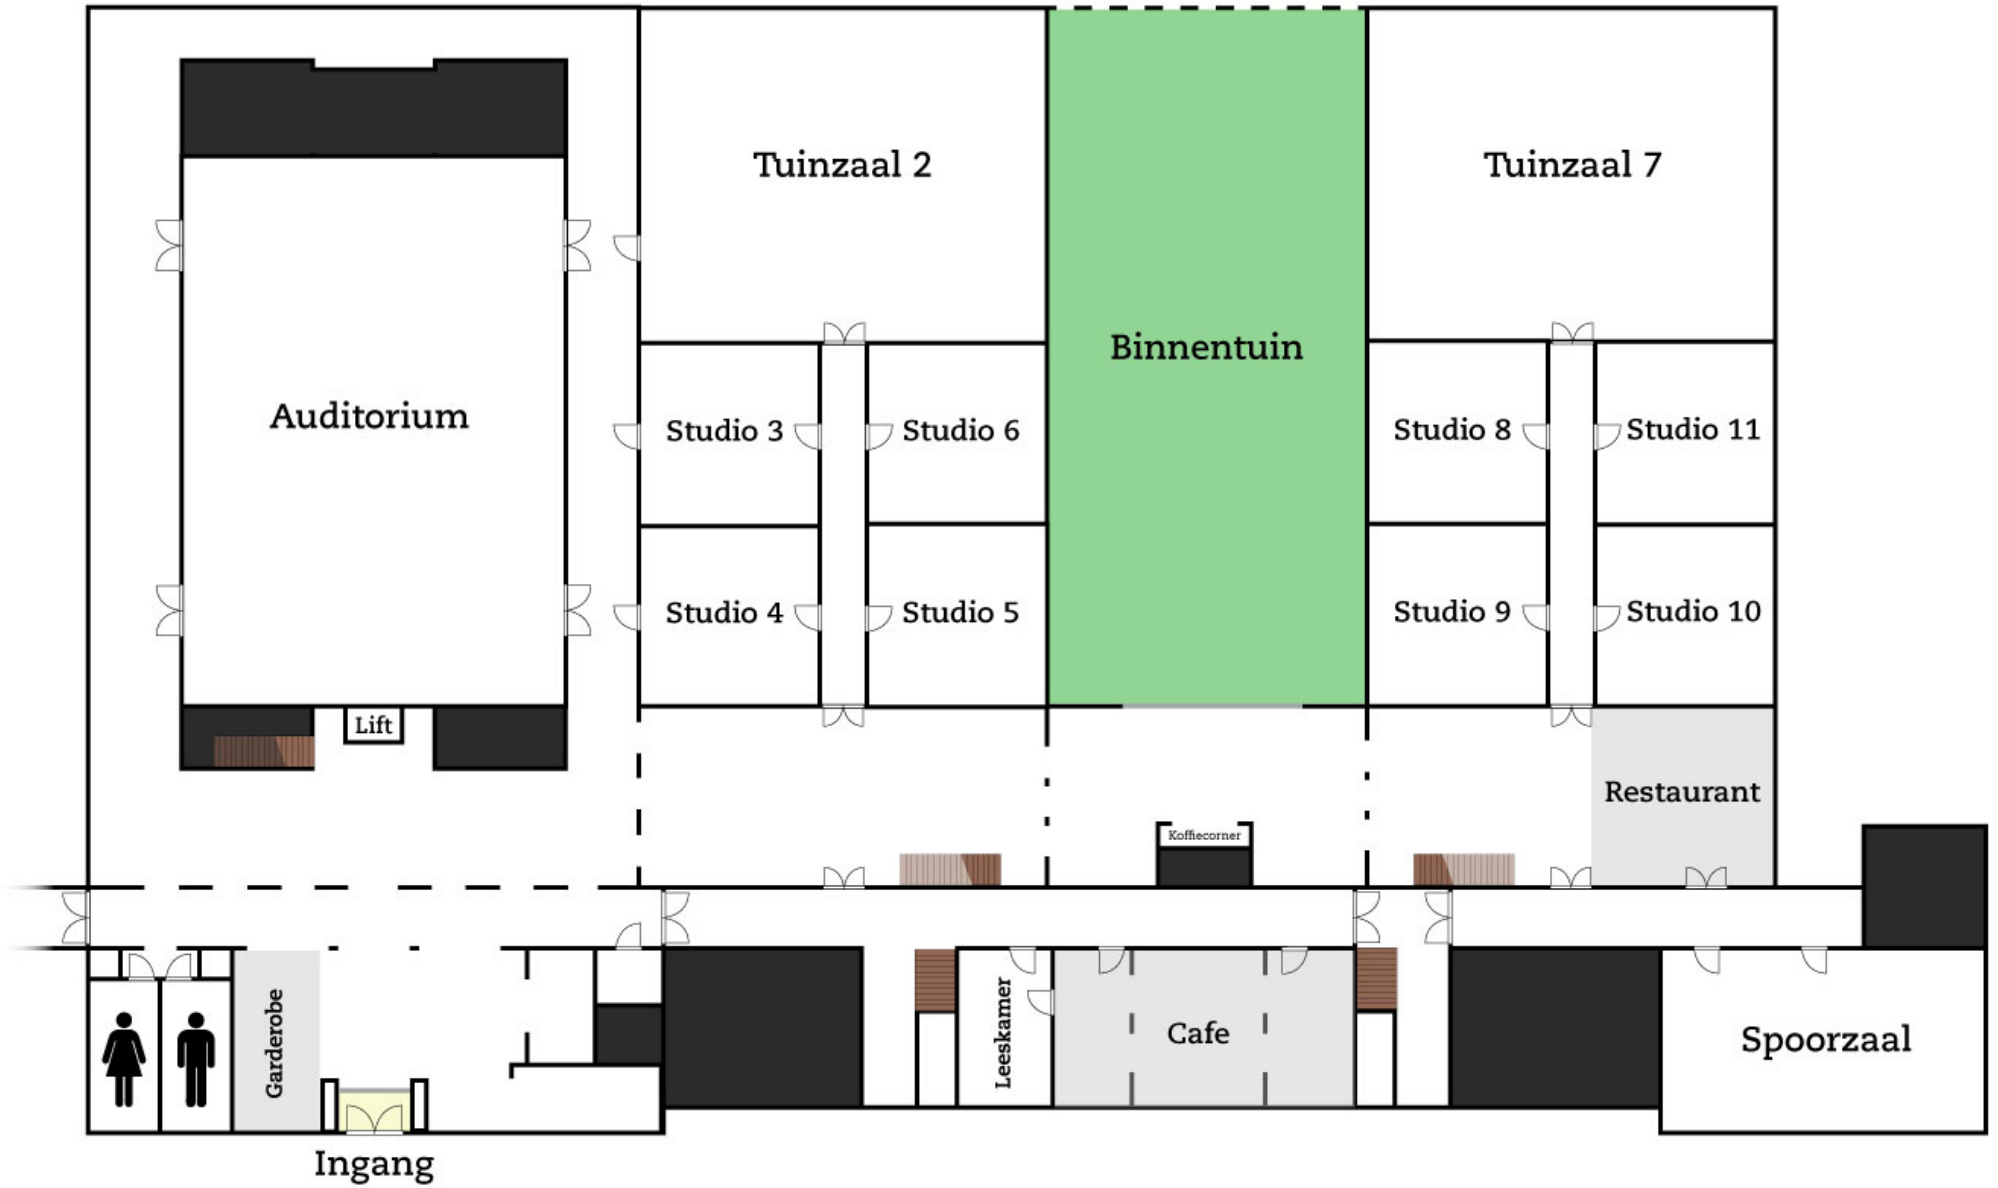 Tuinzaal 2
Tuinzaal 7
Binnentuin
Auditorium
Studio 3
Studio 6
Studio 8
Studio 11
Studio 4
Studio 5
Studio 9
Studio 10
Lift
Restaurant
Koffiecorner
Garderobe
Leeskamer
Cafe
Spoorzaal
Ingang